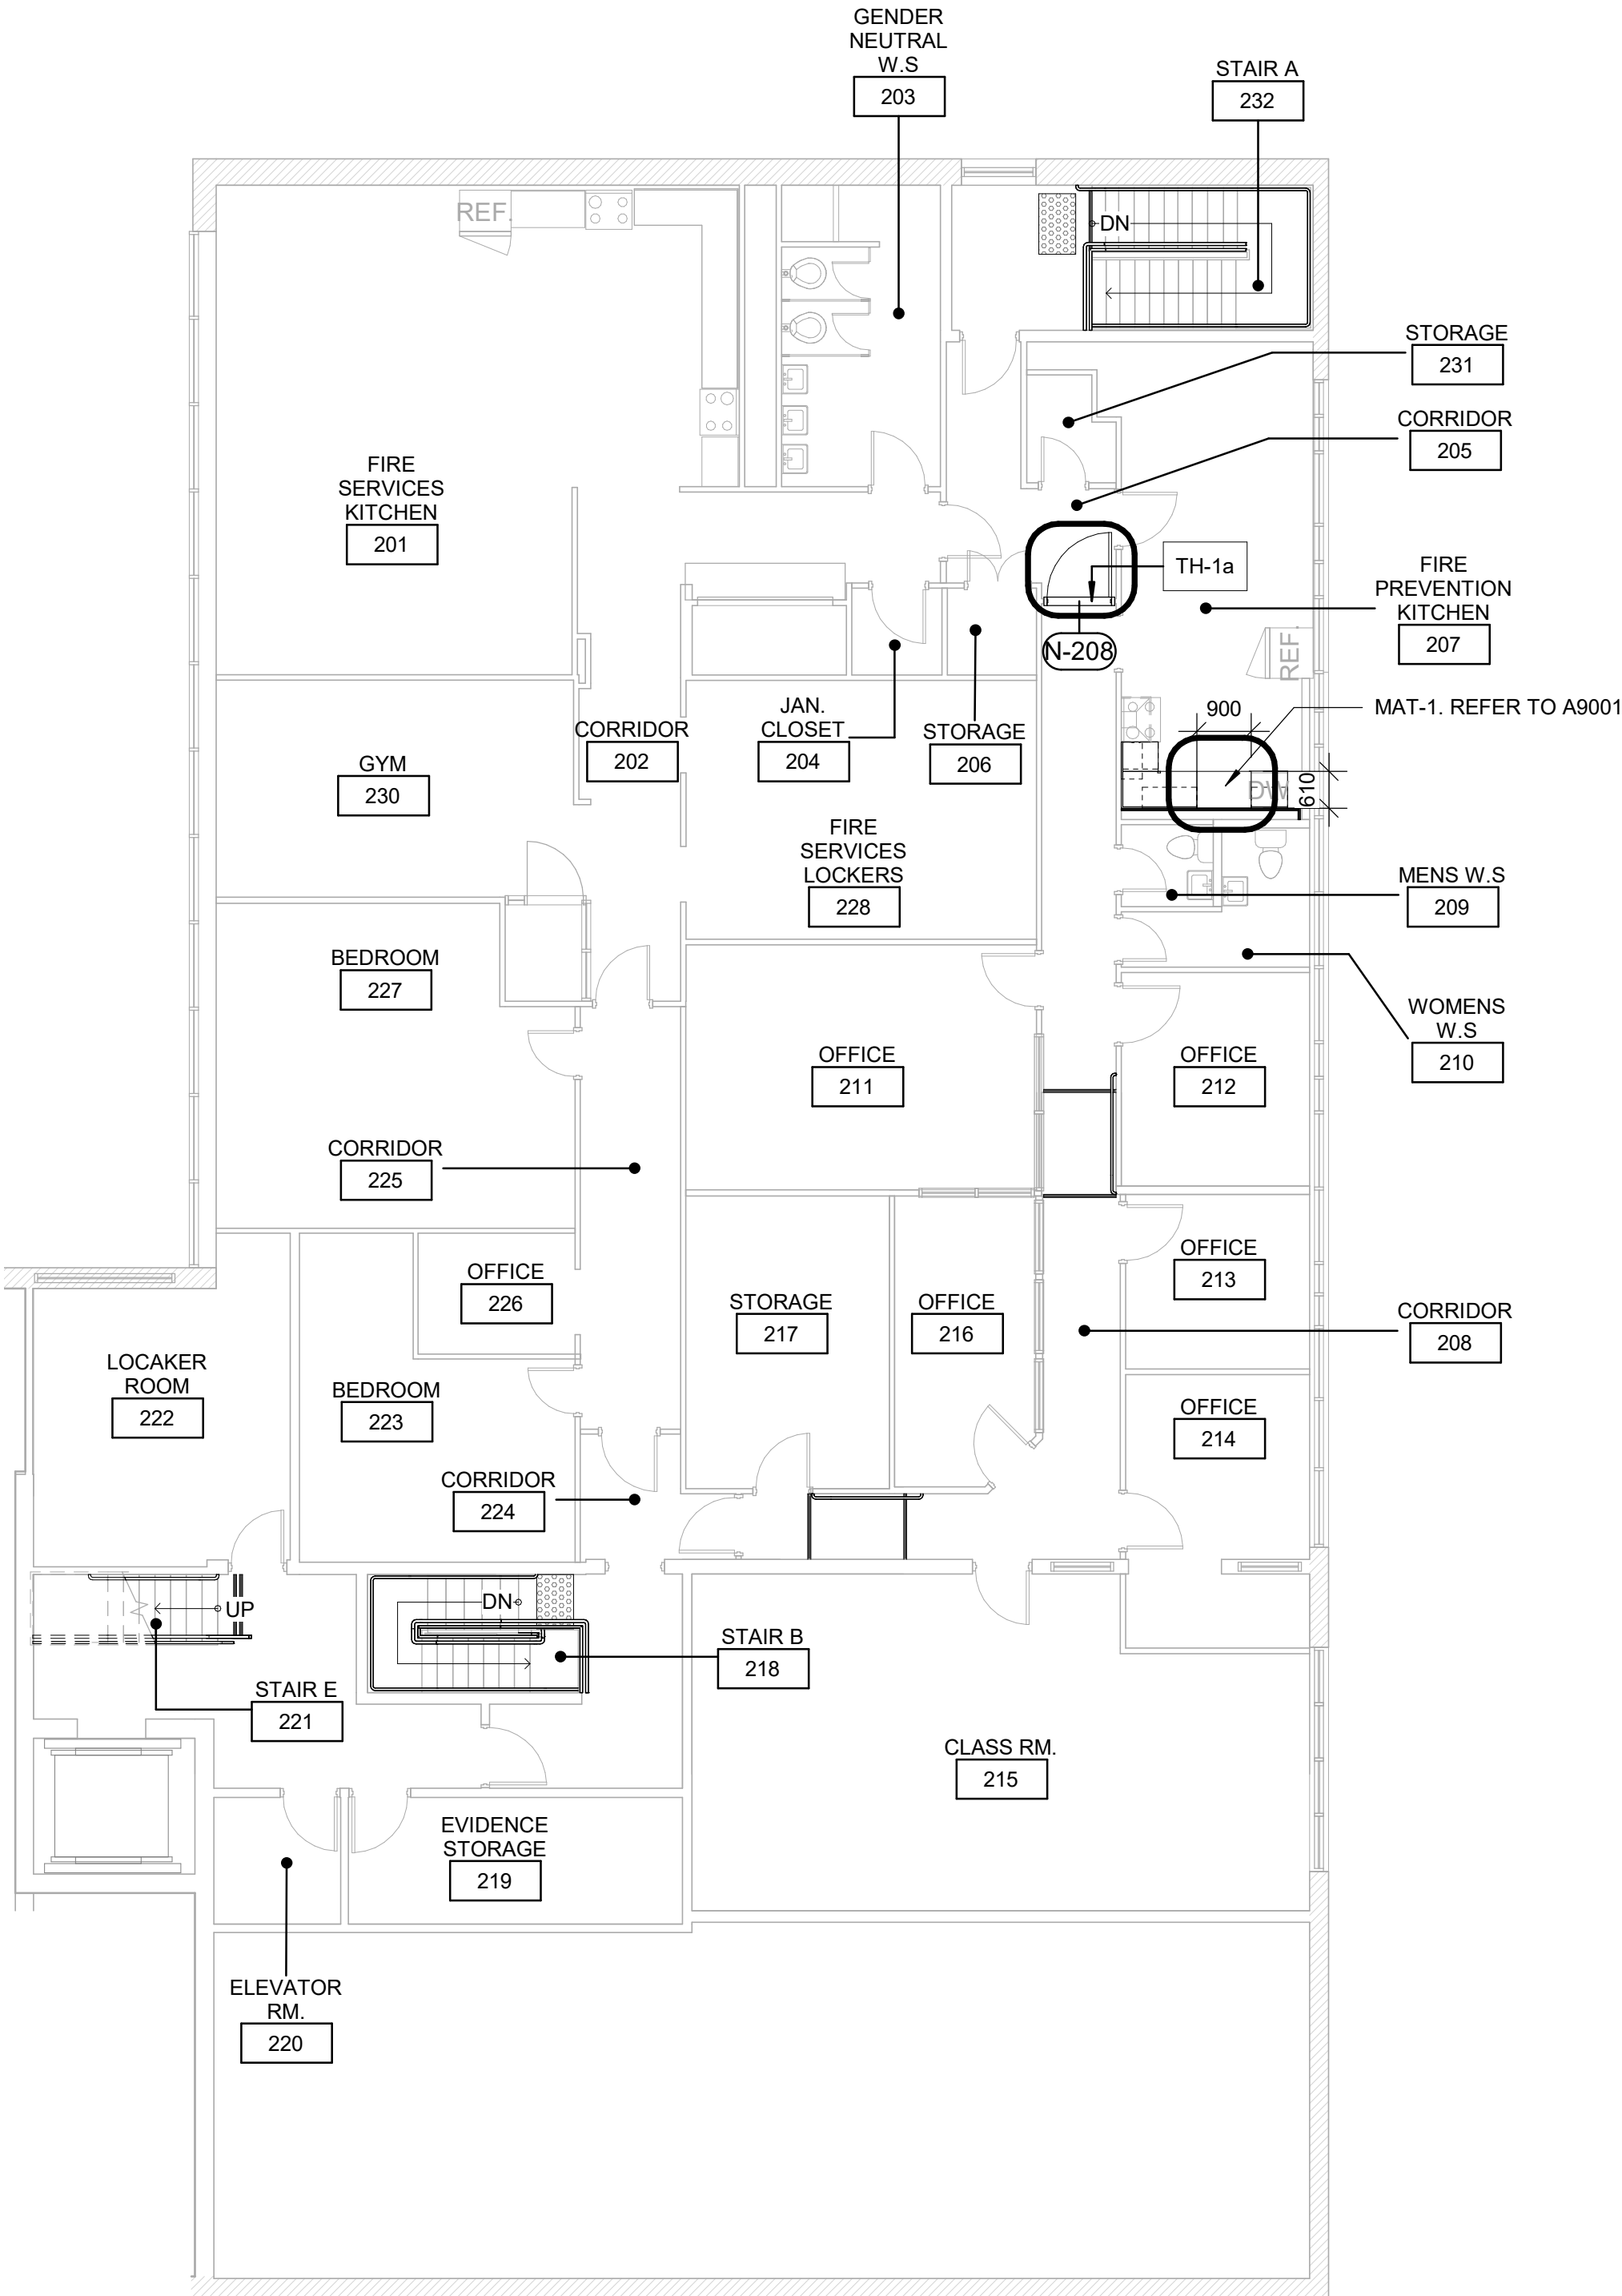 GENDER
NEUTRAL
W.S
203
STAIR A
232
REF.
DN
STORAGE
231
CORRIDOR
205
FIRE
SERVICES
KITCHEN
201
TH-1a
FIRE
PREVENTION
KITCHEN
207
N-208
REF.
MAT-1. REFER TO A9001
900
610
DW
JAN.
CLOSET
204
STORAGE
206
CORRIDOR
202
GYM
230
FIRE
SERVICES
LOCKERS
228
MENS W.S
209
BEDROOM
227
WOMENS
W.S
210
OFFICE
211
OFFICE
212
CORRIDOR
225
OFFICE
213
OFFICE
226
STORAGE
217
OFFICE
216
CORRIDOR
208
LOCAKER
ROOM
222
BEDROOM
223
OFFICE
214
CORRIDOR
224
UP
DN
STAIR B
218
STAIR E
221
CLASS RM.
215
EVIDENCE
STORAGE
219
ELEVATOR
RM.
220